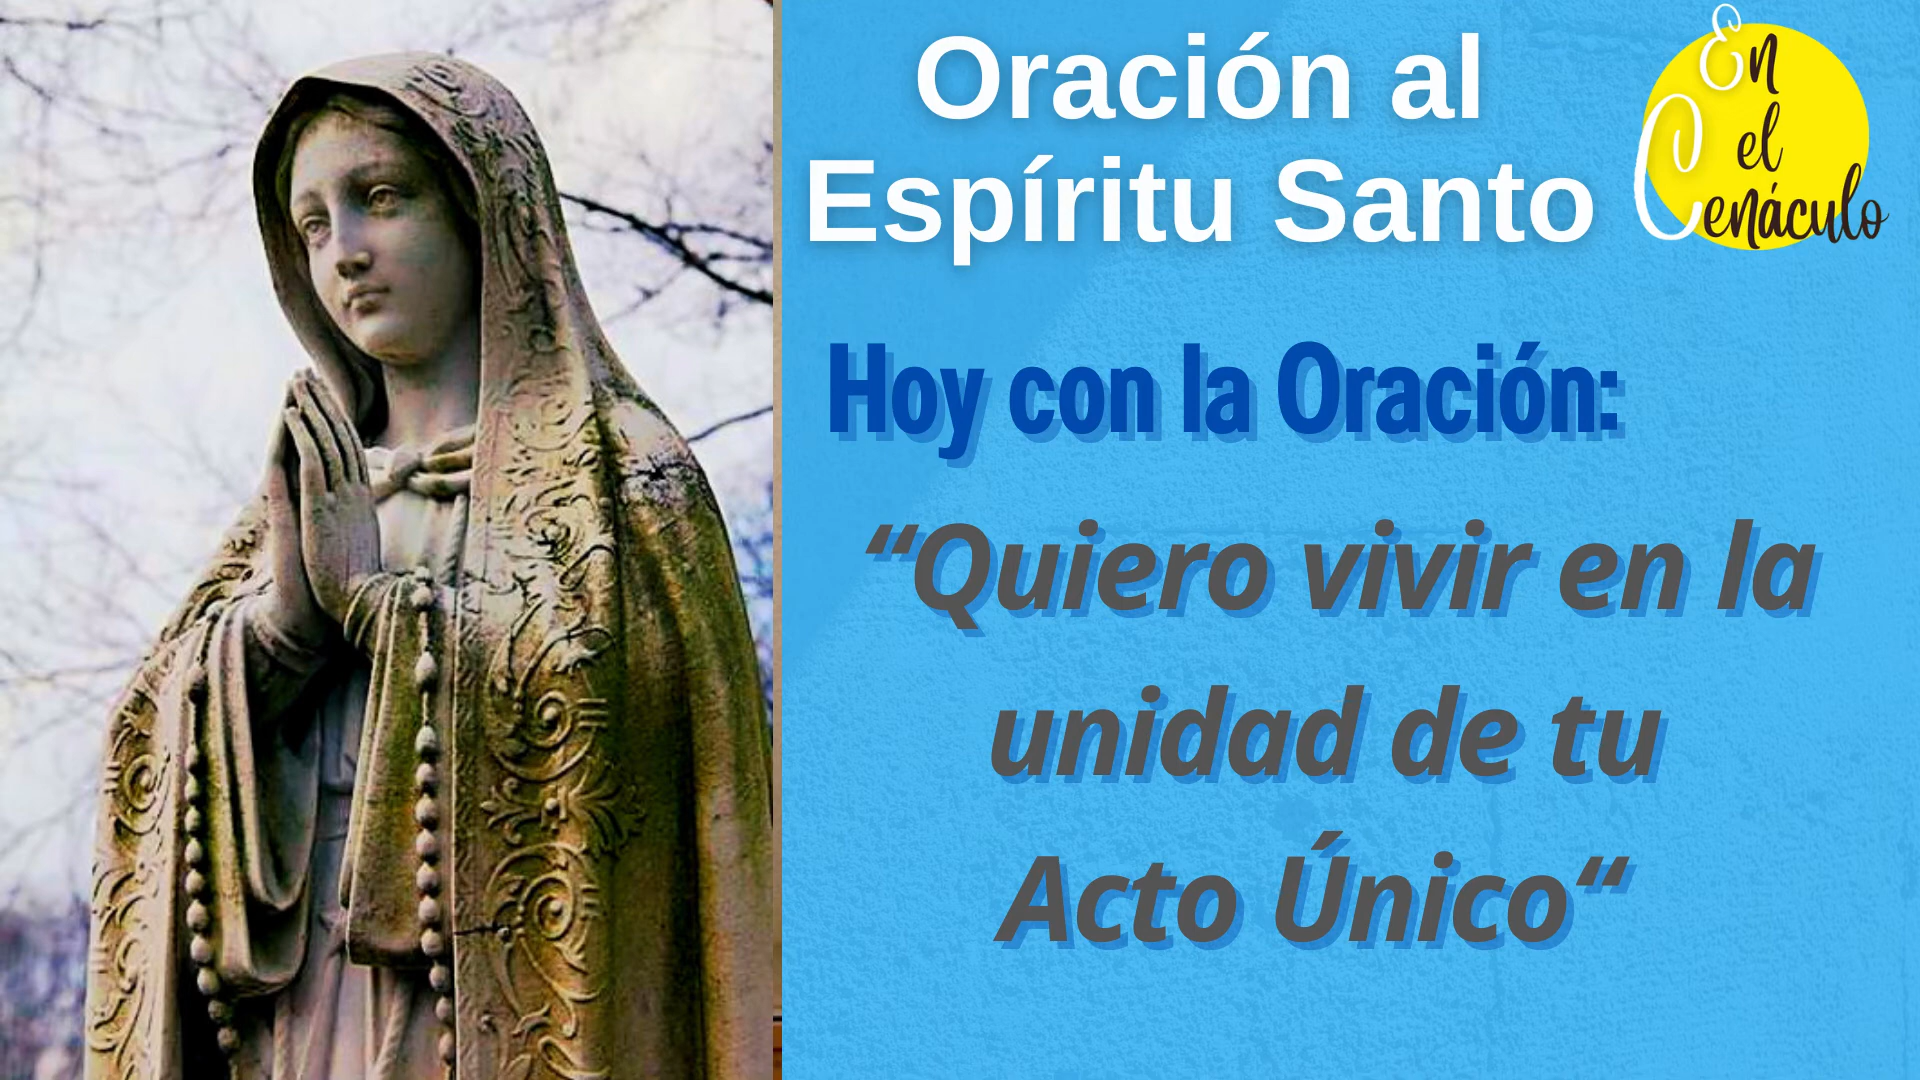 Oración al
Espíritu Santo
En
el
Cenáculo
Hoy con la Oración:
“Quiero vivir en la
unidad de tu
Acto Único“